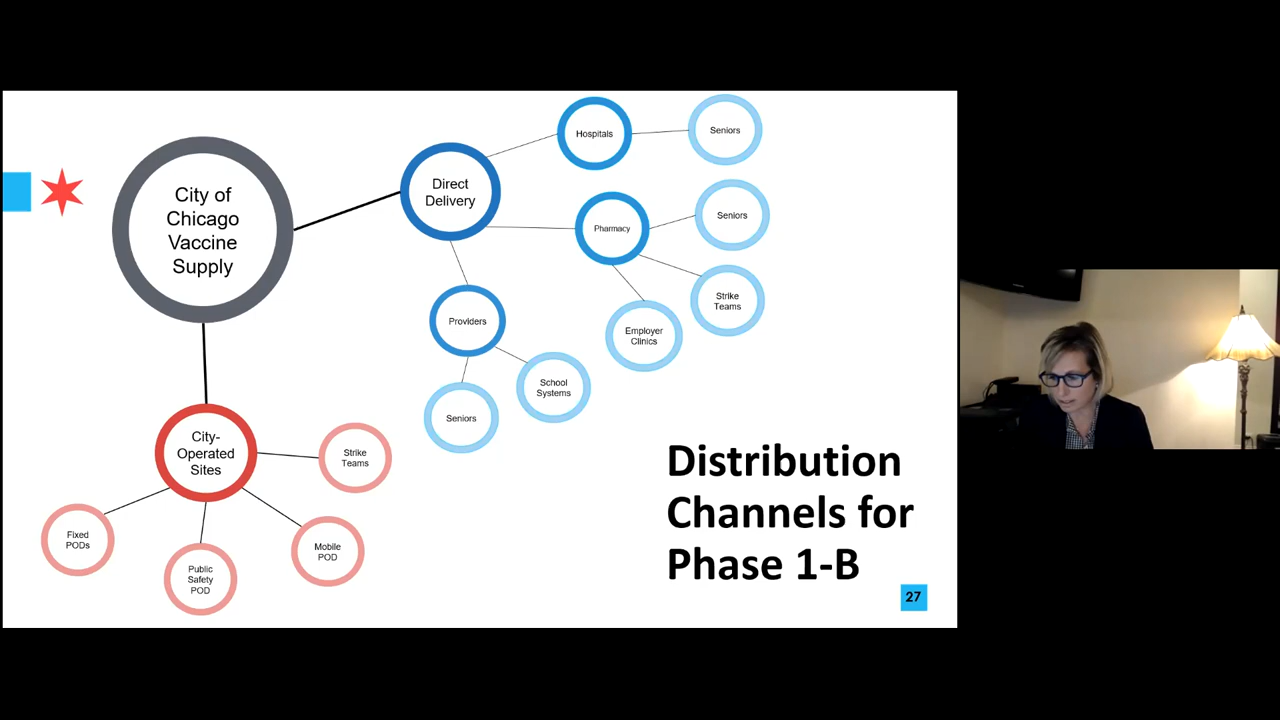 City of
Chicago
Vaccine
Supply
Direct
Delivery
Hospitals
Seniors
Pharmacy
Seniors
Strike
Teams
Employer
Clinics
Providers
School
Systems
Seniors
City-
Operated
Sites
Strike
Teams
Fixed
PODs
Public
Safety
POD
Mobile
POD
Distribution
Channels for
Phase 1-B
27